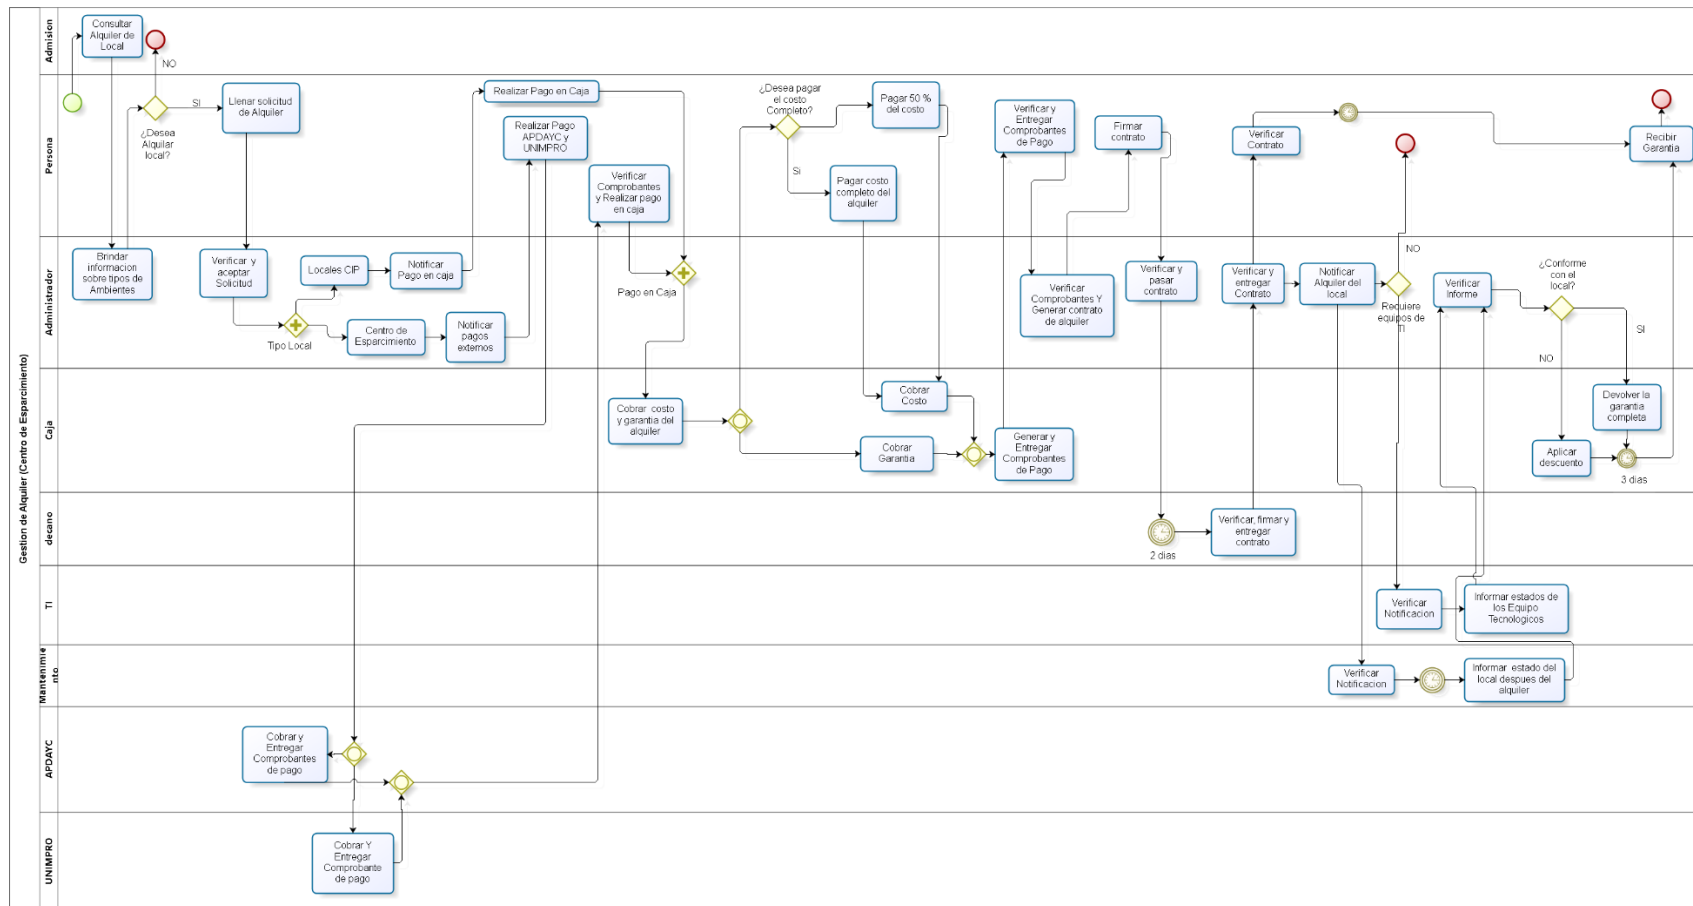 Gestion de Alquiler (Centro de Esparcimiento)
Admision
Consultar
Alquiler de
Local
NO
Persona
¿Desea
Alquilar
local?
SI
Llenar solicitud
de Alquiler
Realizar Pago en Caja
Realizar Pago
APDAYC y
UNIMPRO
Verificar
Comprobantes
y Realizar pago
en caja
¿Desea pagar
el costo
Completo?
Pagar 50 %
del costo
Si
Pagar costo
completo del
alquiler
Verificar y
Entregar
Comprobantes
de Pago
Firmar
contrato
Verificar
Contrato
Recibir
Garantia
Administrador
Brindar
informacion
sobre tipos de
Ambientes
Verificar y
aceptar
Solicitud
Tipo Local
Locales CIP
Notificar
Pago en caja
Centro de
Esparcimiento
Notificar
pagos
externos
Pago en Caja
Verificar
Comprobantes Y
Generar contrato
de alquiler
Verificar y
pasar
contrato
Verificar y
entregar
Contrato
Notificar
Alquiler del
local
NO
Requiere
equipos de
TI
Verificar
Informe
¿Conforme
con el
local?
SI
NO
Caja
Cobrar costo
y garantia del
alquiler
Cobrar
Costo
Cobrar
Garantia
Generar y
Entregar
Comprobantes
de Pago
Devolver la
garantia
completa
Aplicar
descuento
3 dias
decano
2 dias
Verificar, firmar y
entregar
contrato
TI
Verificar
Notificacion
Informar estados de
los Equipo
Tecnologicos
Mantenimie
nto
Verificar
Notificacion
Informar estado del
local despues del
alquiler
APDAYC
Cobrar y
Entregar
Comprobantes
de pago
UNIMPRO
Cobrar Y
Entregar
Comprobante
de pago